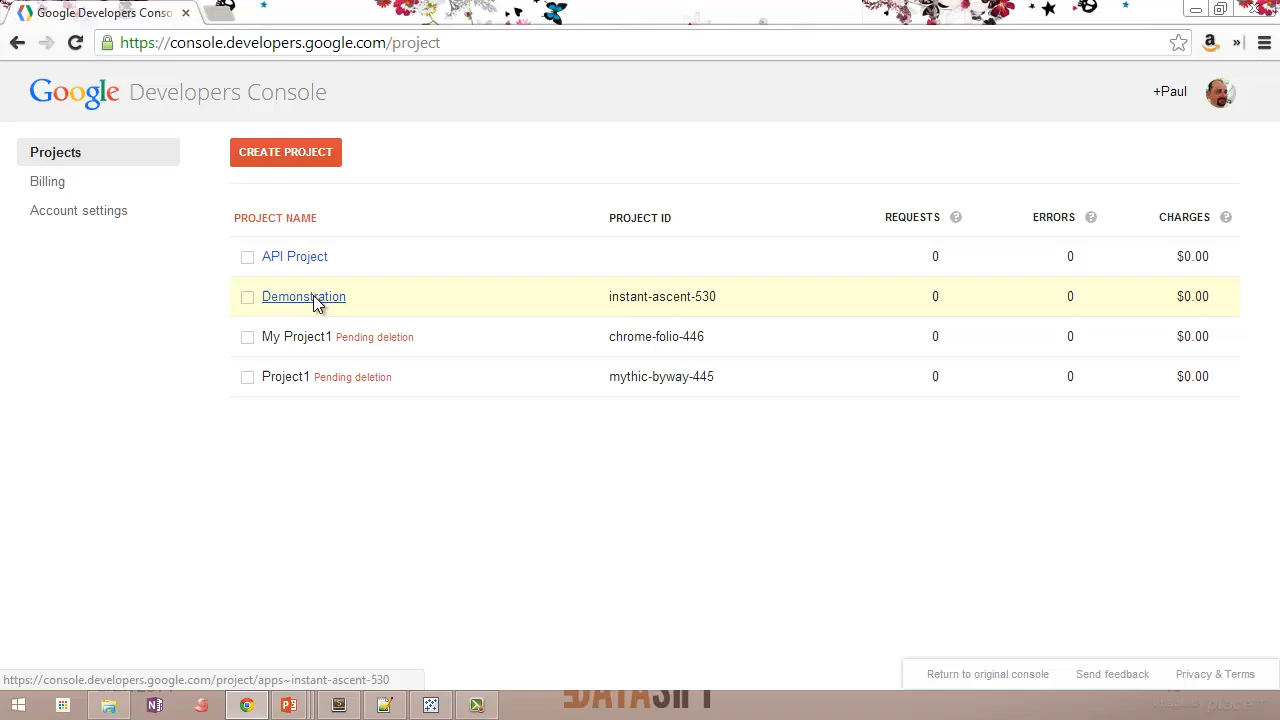 Google Developers Conso
https://console.developers.google.com/project
Google Developers Console
+Paul
Projects
Billing
Account settings
CREATE PROJECT
PROJECT NAME PROJECT ID REQUESTS ? ERRORS ? CHARGES ?
API Project 0 0 $0.00
Demonstration instant-ascent-530 0 0 $0.00
My Project1 Pending deletion chrome-folio-446 0 0 $0.00
Project1 Pending deletion mythic-byway-445 0 0 $0.00
https://console.developers.google.com/project/apps~instant-ascent-530
Return to original console Send feedback Privacy & Terms
DATASIFT